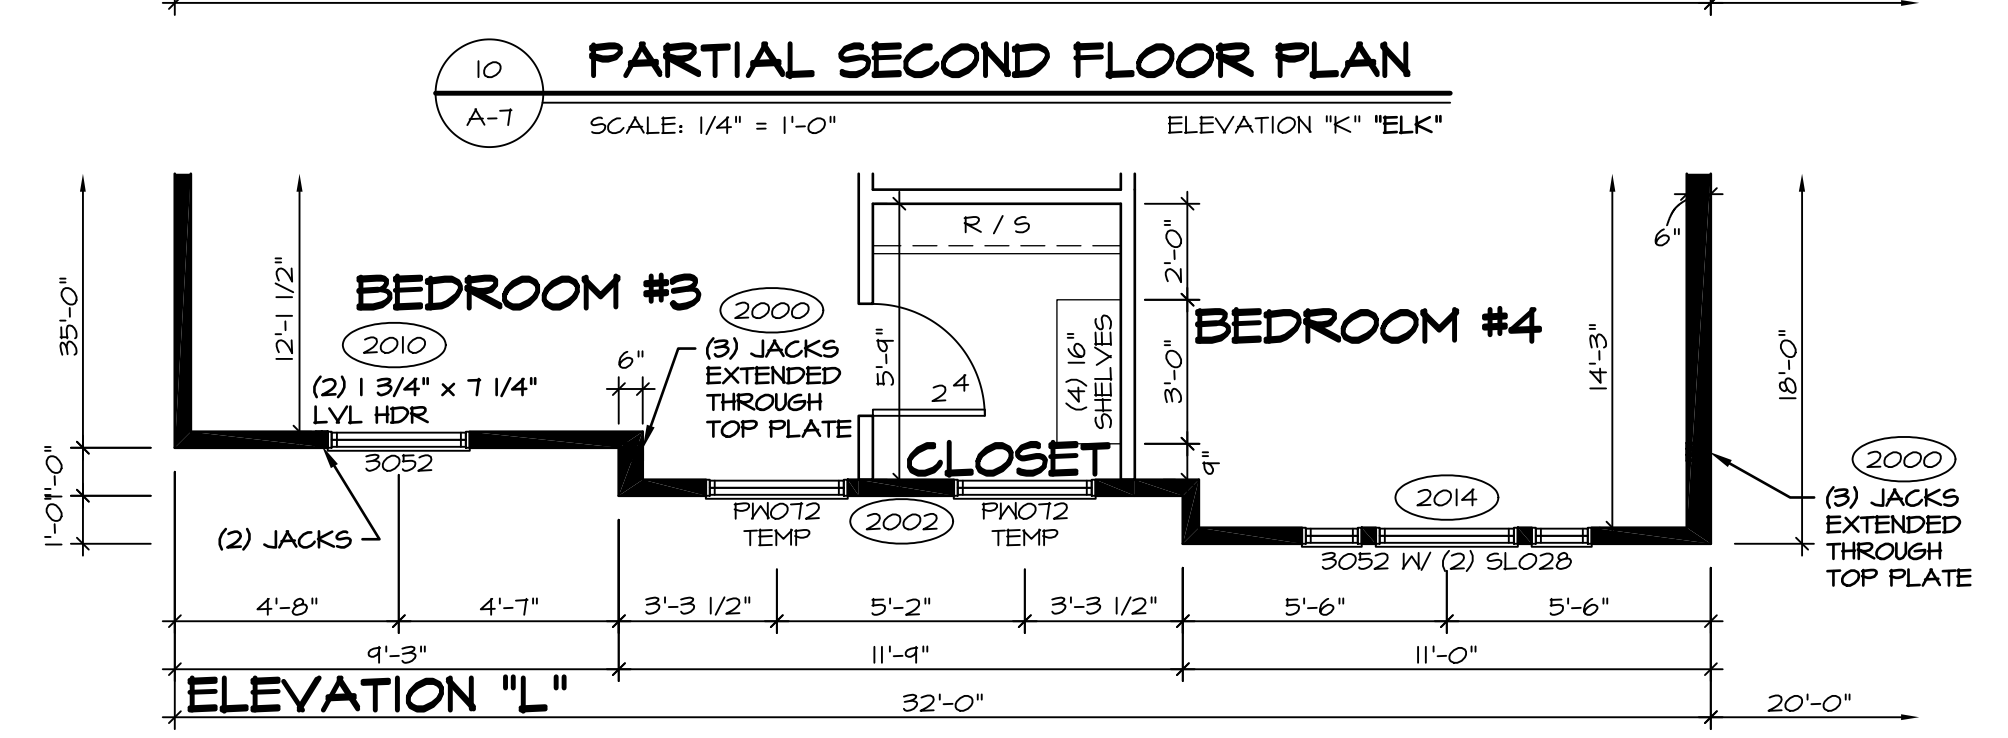 10
A-7
PARTIAL SECOND FLOOR PLAN
SCALE: 1/4" = 1'-0"
ELEVATION "K" "ELK"
35'-0"
1'-0"
1'-0"
12'-1 1/2"
BEDROOM #3
2010
(2) 1 3/4" x 7 1/4"
LVL HDR
3052
(2) JACKS
6"
2000
(3) JACKS
EXTENDED
THROUGH
TOP PLATE
R / S
5'-9"
2 4
(4) 16"
SHELVES
CLOSET
2'-0"
3'-0"
9"
PW072
TEMP
2002
PW072
TEMP
BEDROOM #4
14'-3"
6"
18'-0"
2014
3052 W/ (2) SL028
2000
(3) JACKS
EXTENDED
THROUGH
TOP PLATE
4'-8"
4'-7"
3'-3 1/2"
5'-2"
3'-3 1/2"
5'-6"
5'-6"
9'-3"
11'-9"
11'-0"
ELEVATION "L"
32'-0"
20'-0"